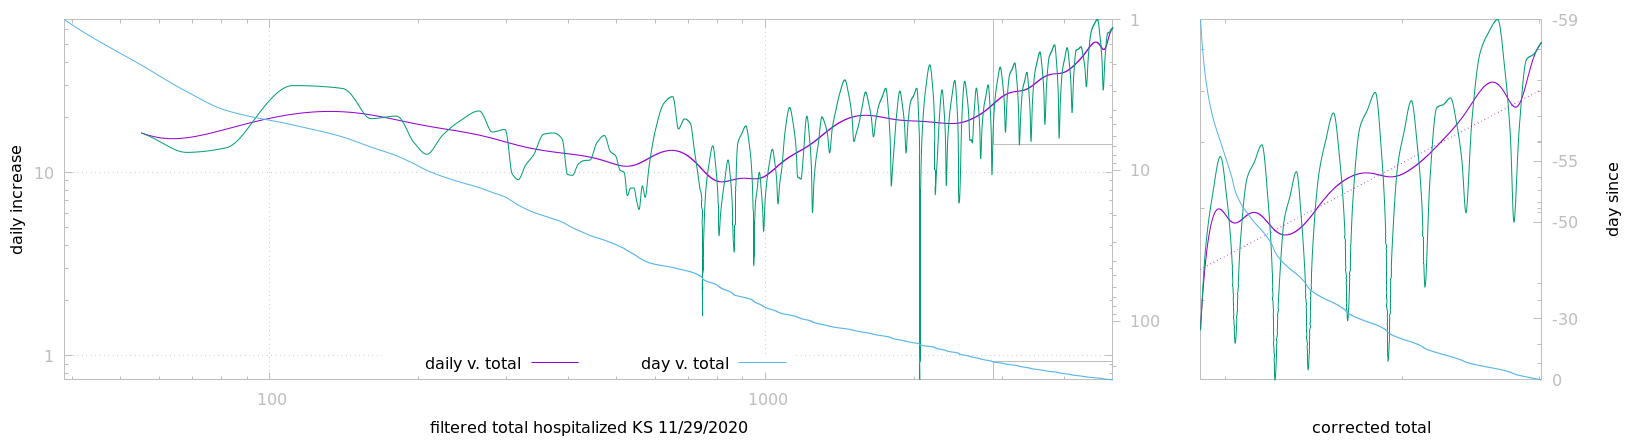 daily increase
10
1
daily v. total
day v. total
100
1000
filtered total hospitalized KS 11/29/2020
1
10
100
-59
-55
-50
-30
0
day since
corrected total